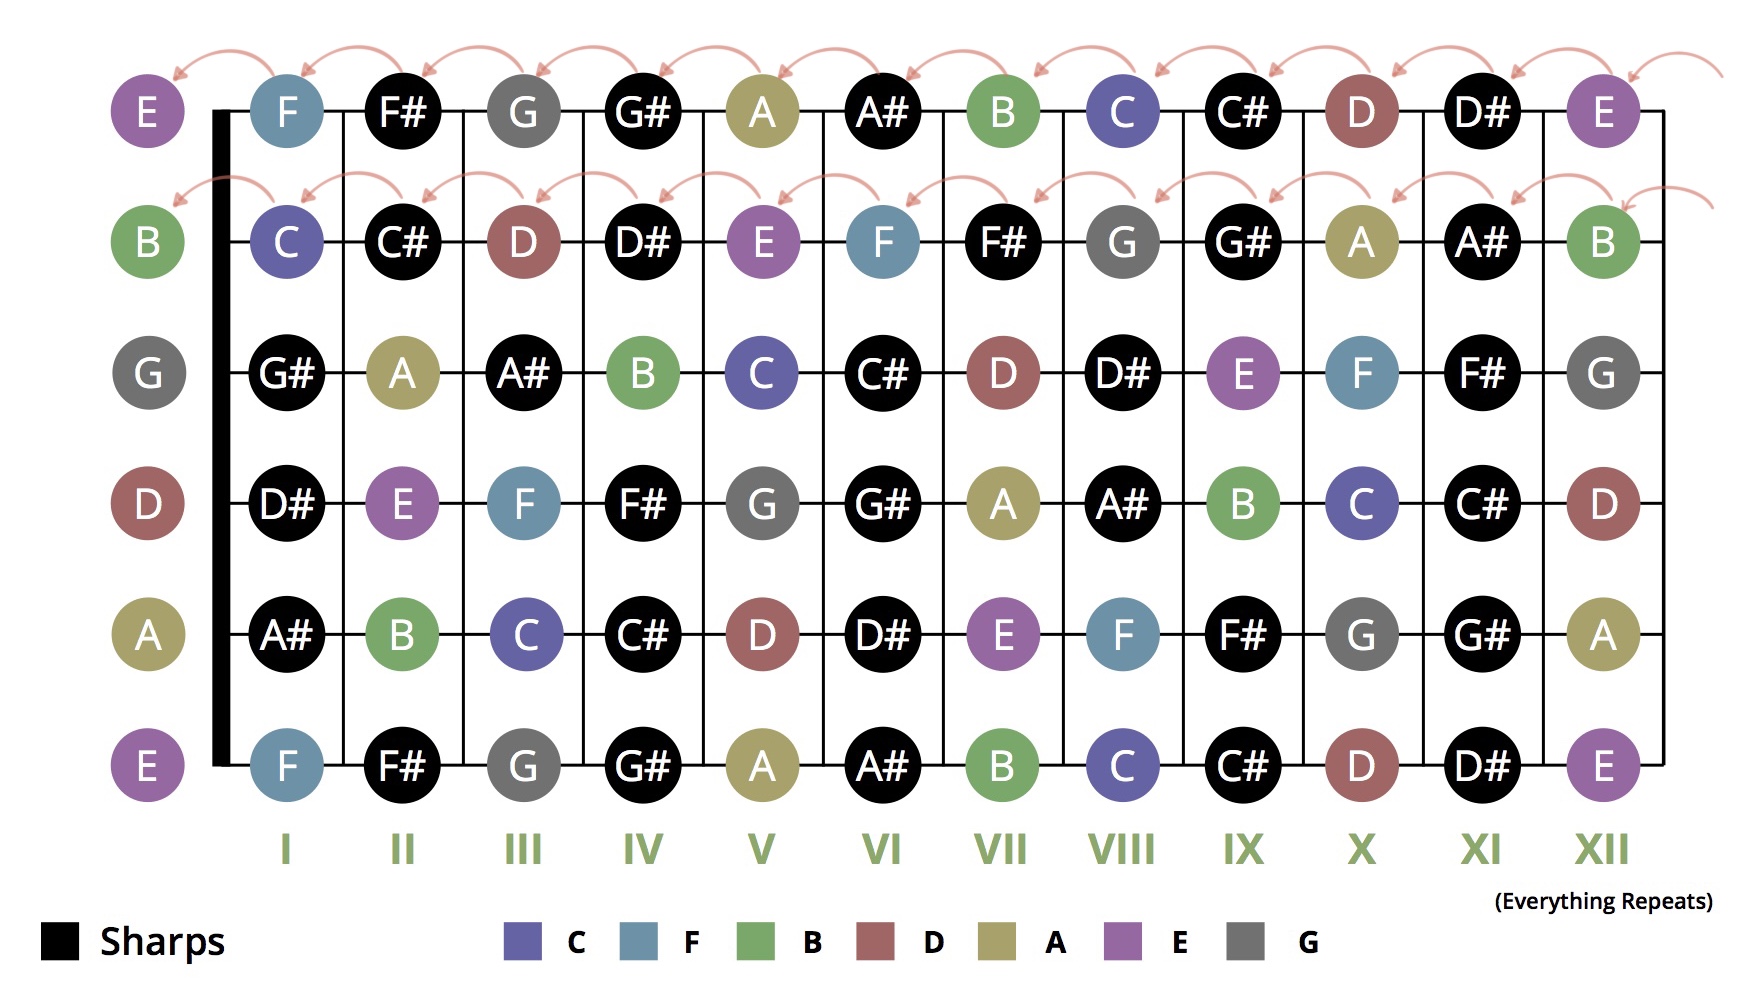 E F F# G G# A A# B C C# D D# E
B C C# D D# E F F# G G# A A# B
G G# A A# B C C# D D# E F F# G
D D# E F F# G G# A A# B C C# D
A A# B C C# D D# E F F# G G# A
E F F# G G# A A# B C C# D D# E
I II III IV V VI VII VIII IX X XI XII
(Everything Repeats)
Sharps C F B D A E G